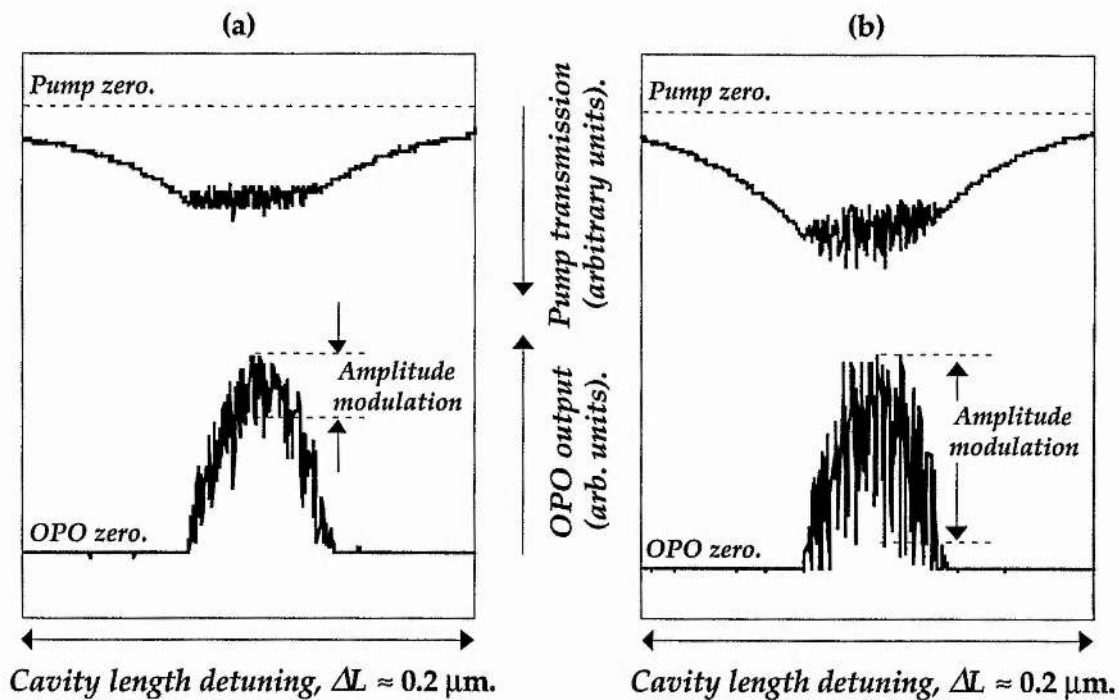 (a)
Pump zero.
Amplitude
modulation
OPO zero.
Cavity length detuning, ΔL ≈ 0.2 μm.
Pump transmission
(arbitrary units).
OPO output
(arb. units).
(b)
Pump zero.
Amplitude
modulation
OPO zero.
Cavity length detuning, ΔL ≈ 0.2 μm.